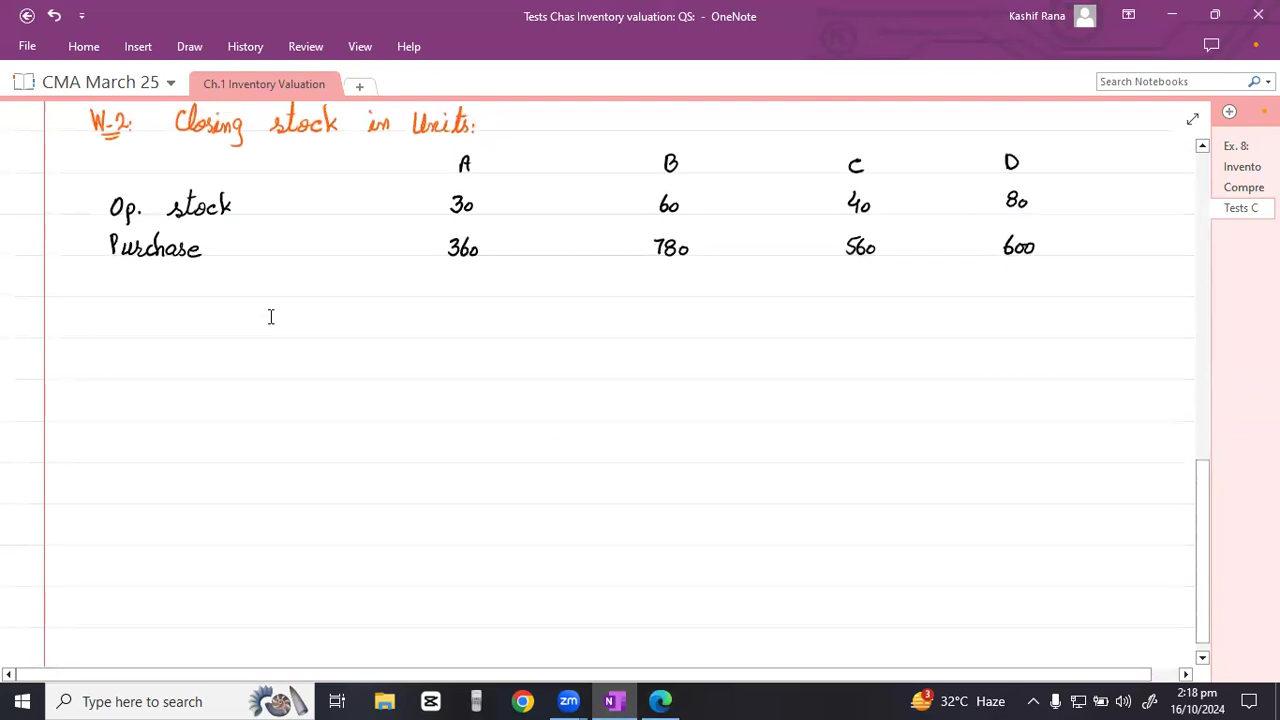 Tests Chas Inventory valuation: QS: - OneNote
Kashif Rana
File Home Insert Draw History Review View Help
CMA March 25
Ch.1 Inventory Valuation
Search Notebooks
W-2: Closing stock in Units:
A B C D
Op. stock 30 60 40 80
Purchase 360 780 560 600
Ex. 8:
Invento
Compre
Tests C
Type here to search
3
32°C Haze
2:18 pm
16/10/2024